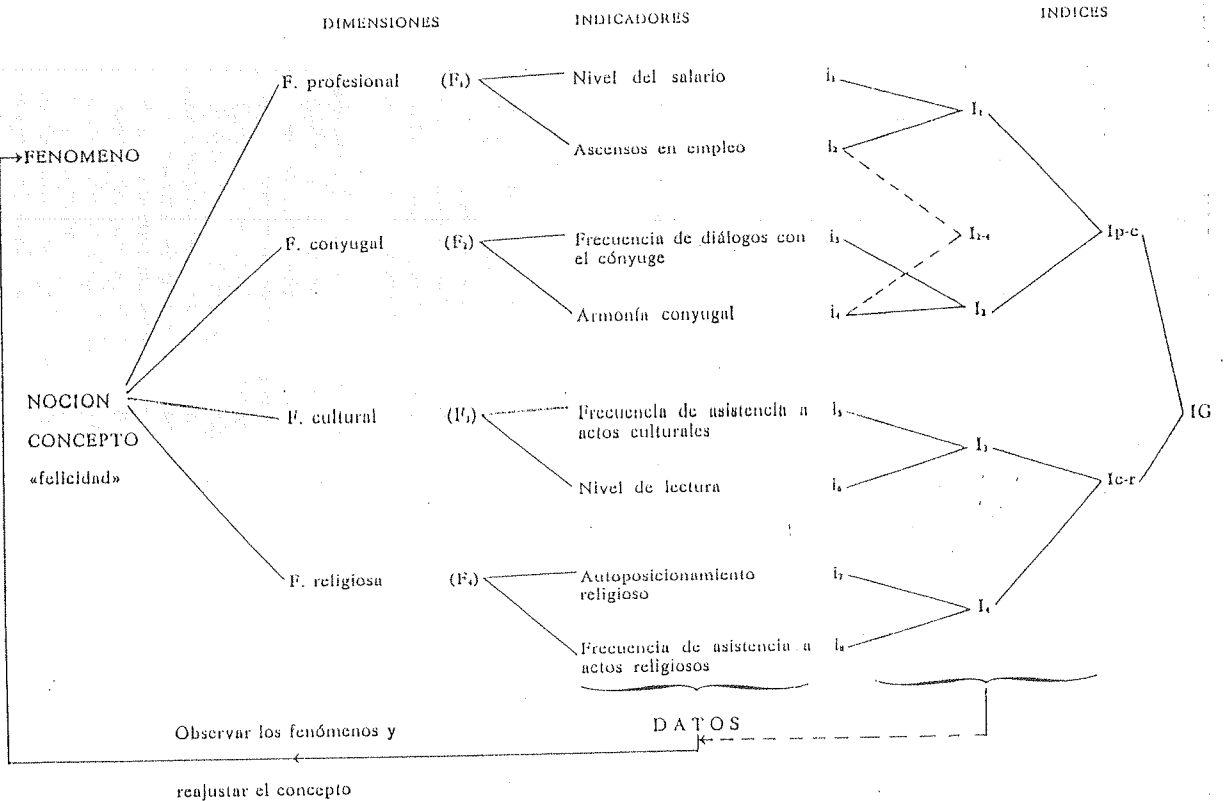 DIMENSIONES
INDICADORES
INDICES
F. profesional (F₁)
Nivel del salario i₁
I₁
→FENOMENO
Ascensos en empleo i₂
F. conyugal (F₂)
Frecuencia de diálogos con i₃
el cónyuge
I₂₋₄
Ip-c
Armonía conyugal i₄
I₂
NOCION
CONCEPTO
«felicidad»
F. cultural (F₃)
Frecuencia de asistencia a i₅
actos culturales
IG
I₃
Nivel de lectura i₆
Ic-r
F. religiosa (F₄)
Autoposicionamiento i₇
religioso
I₄
Frecuencia de asistencia a i₈
actos religiosos
DATOS
Observar los fenómenos y
reajustar el concepto